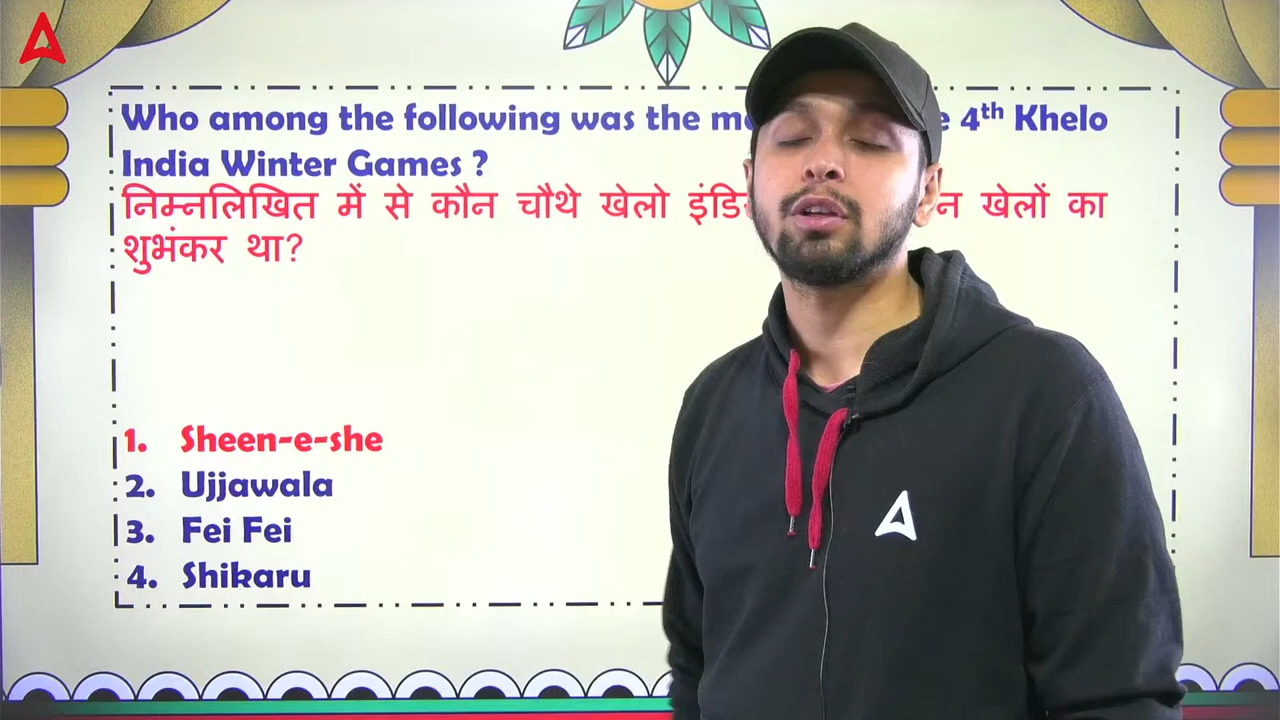 Who among the following was the 4th Khelo
India Winter Games ?
निम्नलिखित में से कौन चौथे खेलो खेलों का
शुभंकर था?
1. Sheen-e-she
2. Ujjawala
3. Fei Fei
4. Shikaru